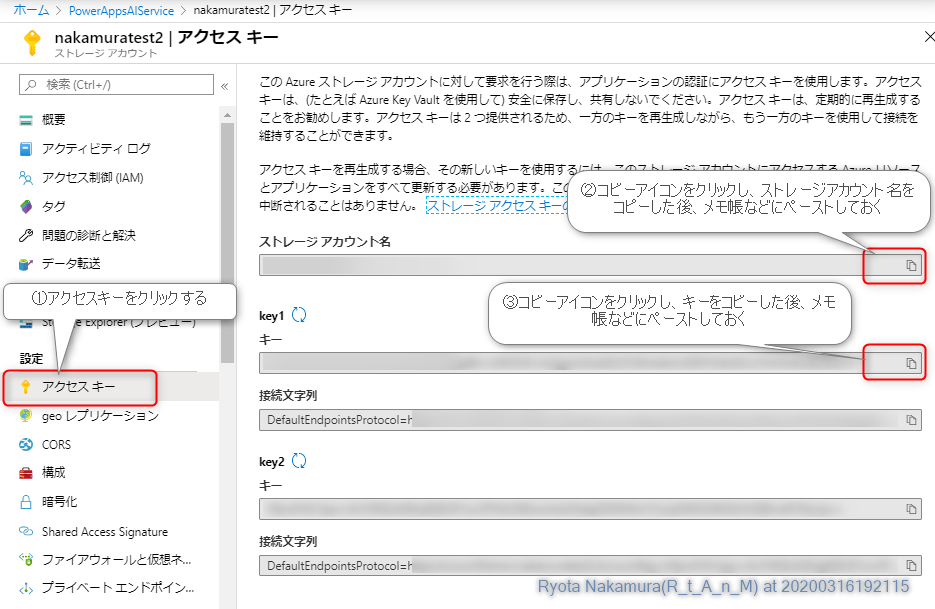 ホーム > PowerAppsAIService > nakamuratest2 | アクセス キー
nakamuratest2 | アクセス キー
ストレージ アカウント
検索 (Ctrl+/)
«
概要
アクティビティ ログ
アクセス制御 (IAM)
タグ
問題の診断と解決
データ転送
①アクセスキーをクリックする
Explorer (プレビュー)
設定
アクセス キー
geo レプリケーション
CORS
構成
暗号化
Shared Access Signature
ファイアウォールと仮想ネ...
プライベート エンドポイン...
この Azure ストレージ アカウントに対して要求を行う際は、アプリケーションの認証にアクセス キーを使用します。アクセス
キーは、(たとえば Azure Key Vault を使用して) 安全に保存し、共有しないでください。アクセス キーは、定期的に再生成する
ことをお勧めします。アクセス キーは 2 つ提供されるため、一方のキーを再生成しながら、もう一方のキーを使用して接続を
維持することができます。
アクセス キーを再生成する場合、その新しいキーを使用するには、このストレージ アカウントにアクセスする Azure リソース
とアプリケーションをすべて更新する必要があります。この
中断されることはありません。 ストレージ アクセス キーの
②コピーアイコンをクリックし、ストレージアカウント名を
コピーした後、メモ帳などにペーストしておく
ストレージ アカウント名
③コピーアイコンをクリックし、キーをコピーした後、メモ
帳などにペーストしておく
key1
キー
接続文字列
DefaultEndpointsProtocol=h
key2
キー
接続文字列
DefaultEndpointsProtocol=h
Ryota Nakamura(R_t_A_n_M) at 20200316192115